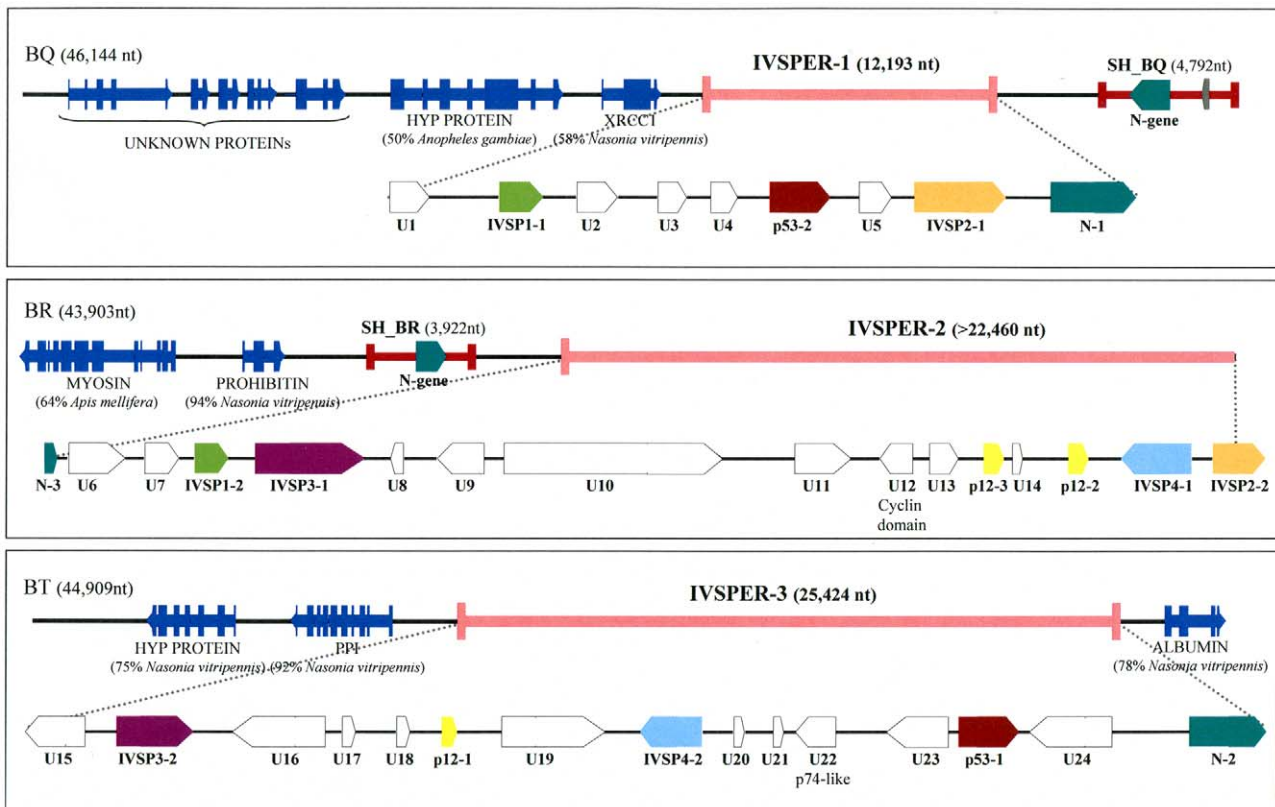 BQ (46,144 nt)
IVSPER-1 (12,193 nt)
SH_BQ (4,792nt)
N-gene
UNKNOWN PROTEINs
HYP PROTEIN
(50% Anopheles gambiae)
XRCC1
(58% Nasonia vitripennis)
U1 IVSP1-1 U2 U3 U4 p53-2 U5 IVSP2-1 N-1
BR (43,903nt)
SH_BR (3,922nt)
IVSPER-2 (>22,460 nt)
N-gene
MYOSIN
(64% Apis mellifera)
PROHIBITIN
(94% Nasonia vitripennis)
N-3 U6 U7 IVSP1-2 IVSP3-1 U8 U9 U10 U11 U12 U13 p12-3 U14 p12-2 IVSP4-1 IVSP2-2
Cyclin
domain
BT (44,909nt)
IVSPER-3 (25,424 nt)
HYP PROTEIN
(75% Nasonia vitripennis)
PPI
(92% Nasonia vitripennis)
ALBUMIN
(78% Nasonia vitripennis)
U15 IVSP3-2 U16 U17 U18 p12-1 U19 IVSP4-2 U20 U21 U22 U23 p53-1 U24 N-2
p74-like